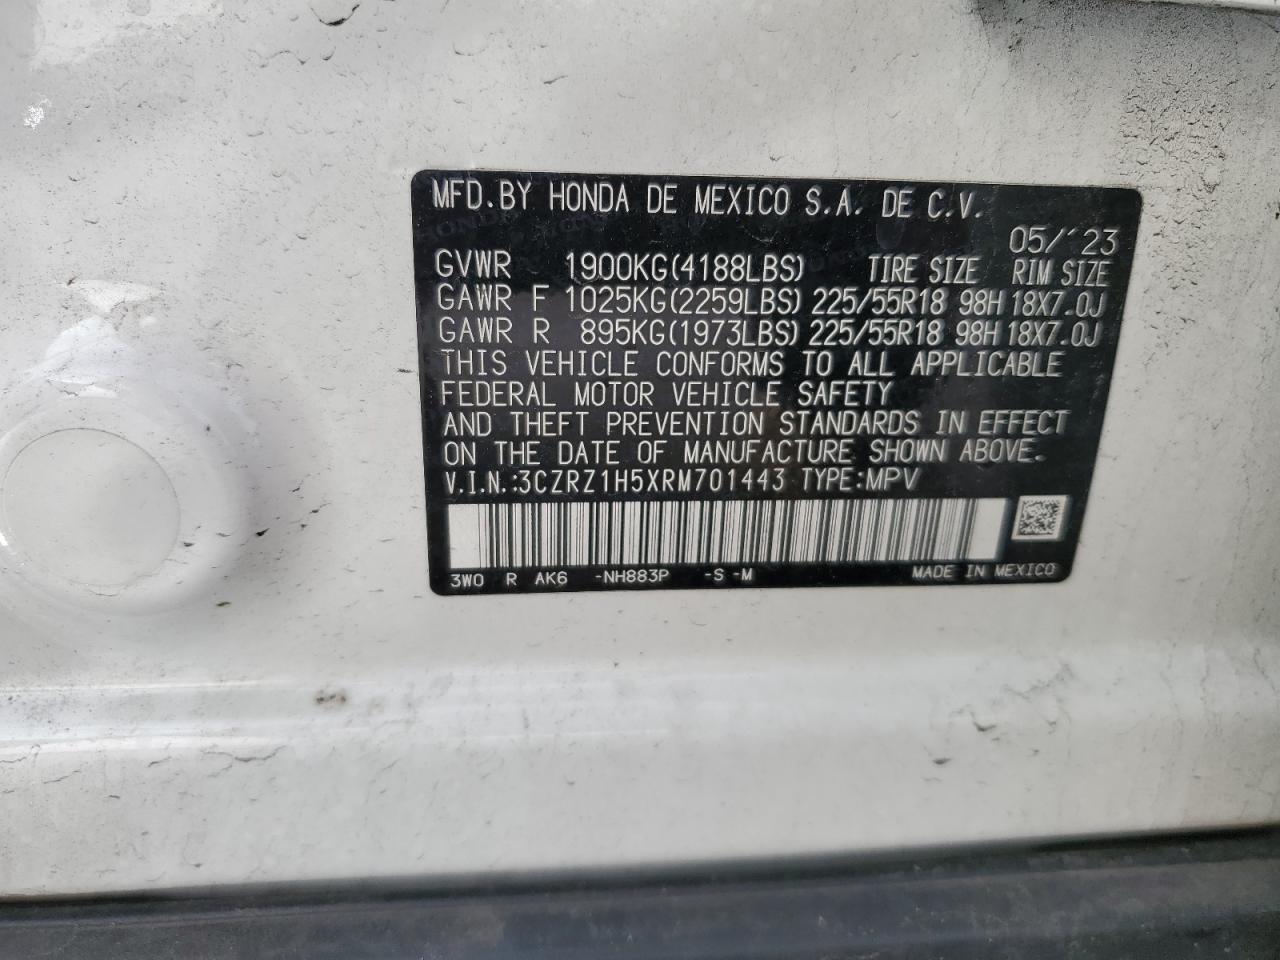 MFD.BY HONDA DE MEXICO S.A. DE C.V.
05/'23
GVWR 1900KG(4188LBS) TIRE SIZE RIM SIZE
GAWR F 1025KG(2259LBS) 225/55R18 98H 18X7.0J
GAWR R 895KG(1973LBS) 225/55R18 98H 18X7.0J
THIS VEHICLE CONFORMS TO ALL APPLICABLE
FEDERAL MOTOR VEHICLE SAFETY
AND THEFT PREVENTION STANDARDS IN EFFECT
ON THE DATE OF MANUFACTURE SHOWN ABOVE.
V.I.N.:3CZRZ1H5XRM701443 TYPE:MPV
3W0 R AK6 -NH883P -S -M MADE IN MEXICO